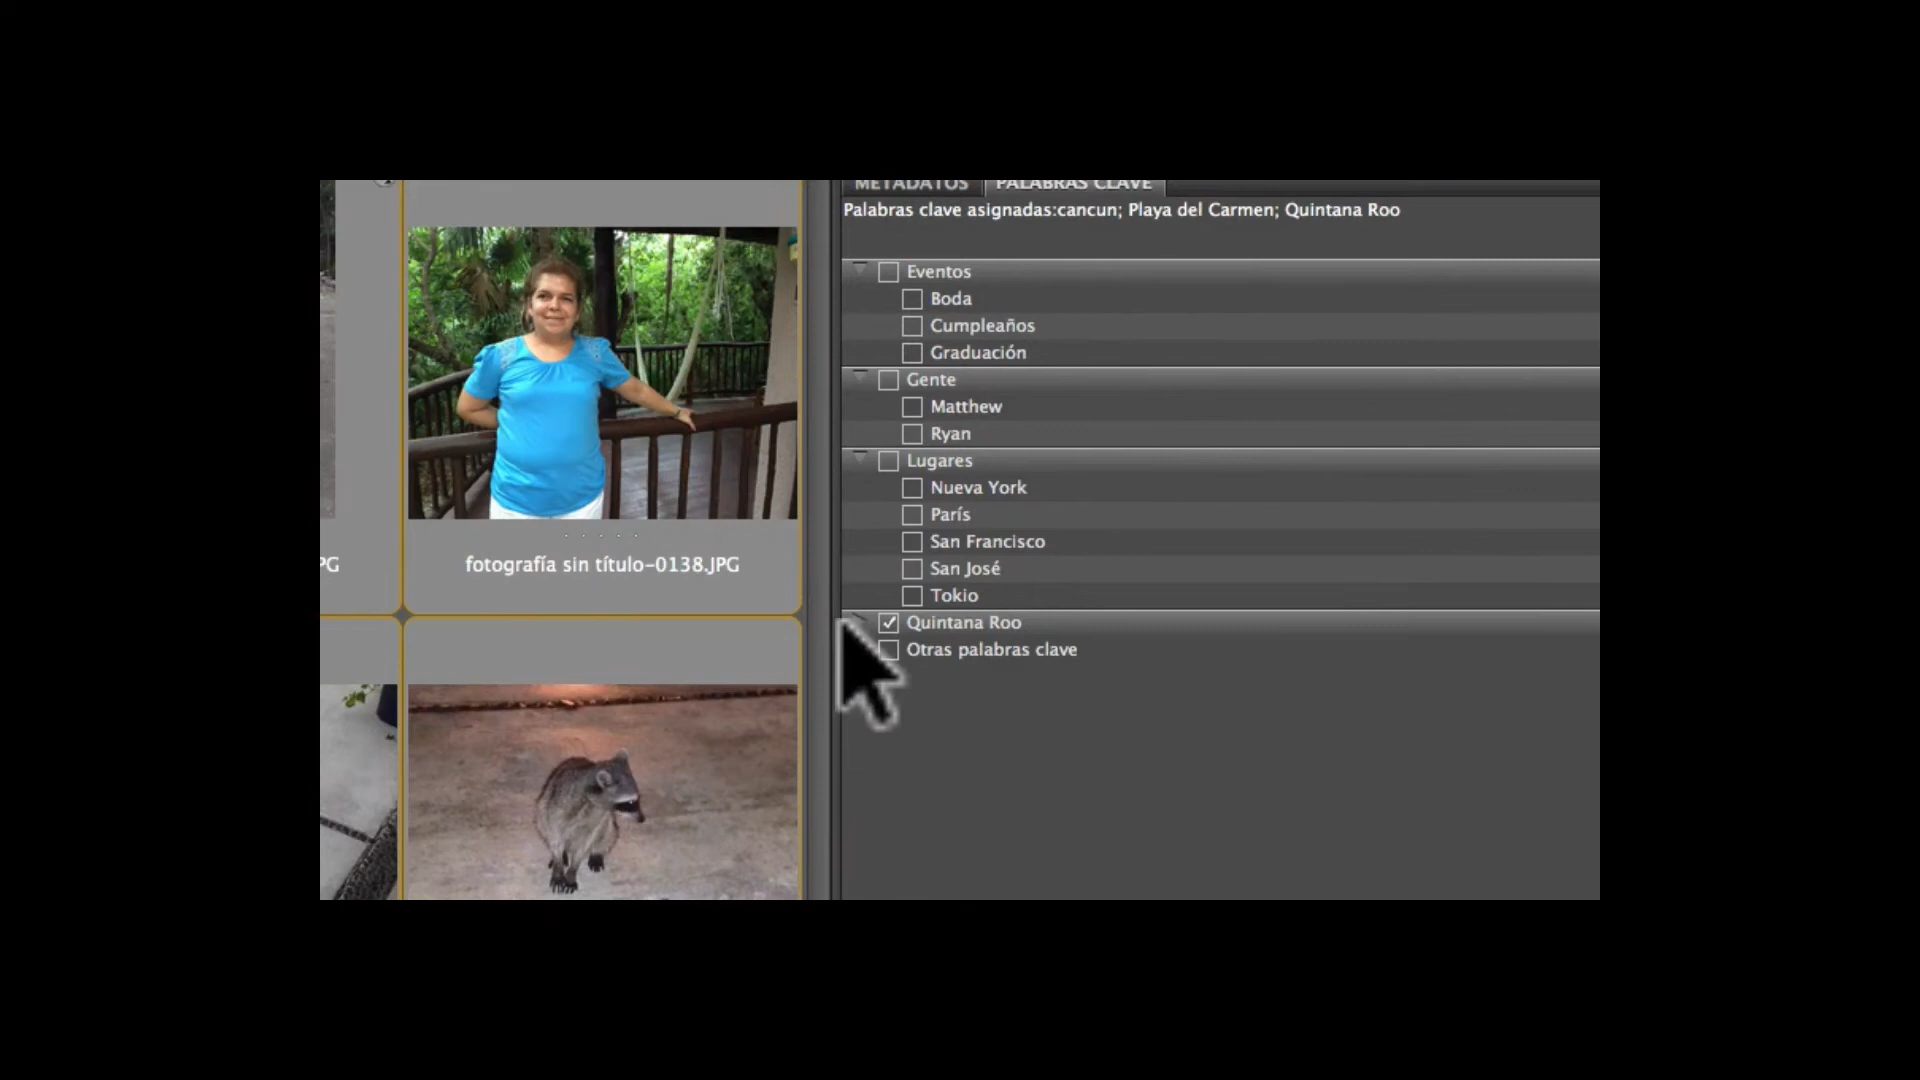 METADATOS
PALABRAS CLAVE
Palabras clave asignadas:cancun; Playa del Carmen; Quintana Roo
Eventos
Boda
Cumpleaños
Graduación
Gente
Matthew
Ryan
Lugares
Nueva York
París
San Francisco
San José
Tokio
Quintana Roo
Otras palabras clave
PG
fotografía sin título-0138.JPG